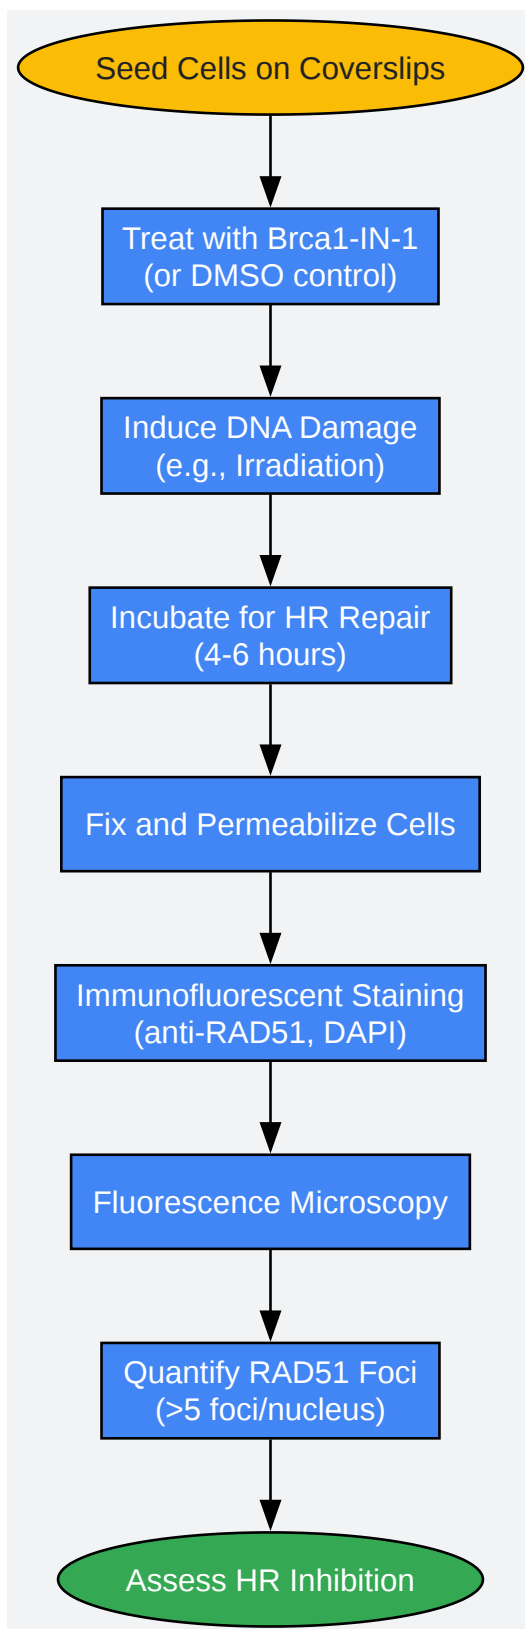 Seed Cells on Coverslips
Treat with Brca1-IN-1
(or DMSO control)
Induce DNA Damage
(e.g., Irradiation)
Incubate for HR Repair
(4-6 hours)
Fix and Permeabilize Cells
Immunofluorescent Staining
(anti-RAD51, DAPI)
Fluorescence Microscopy
Quantify RAD51 Foci
(>5 foci/nucleus)
Assess HR Inhibition